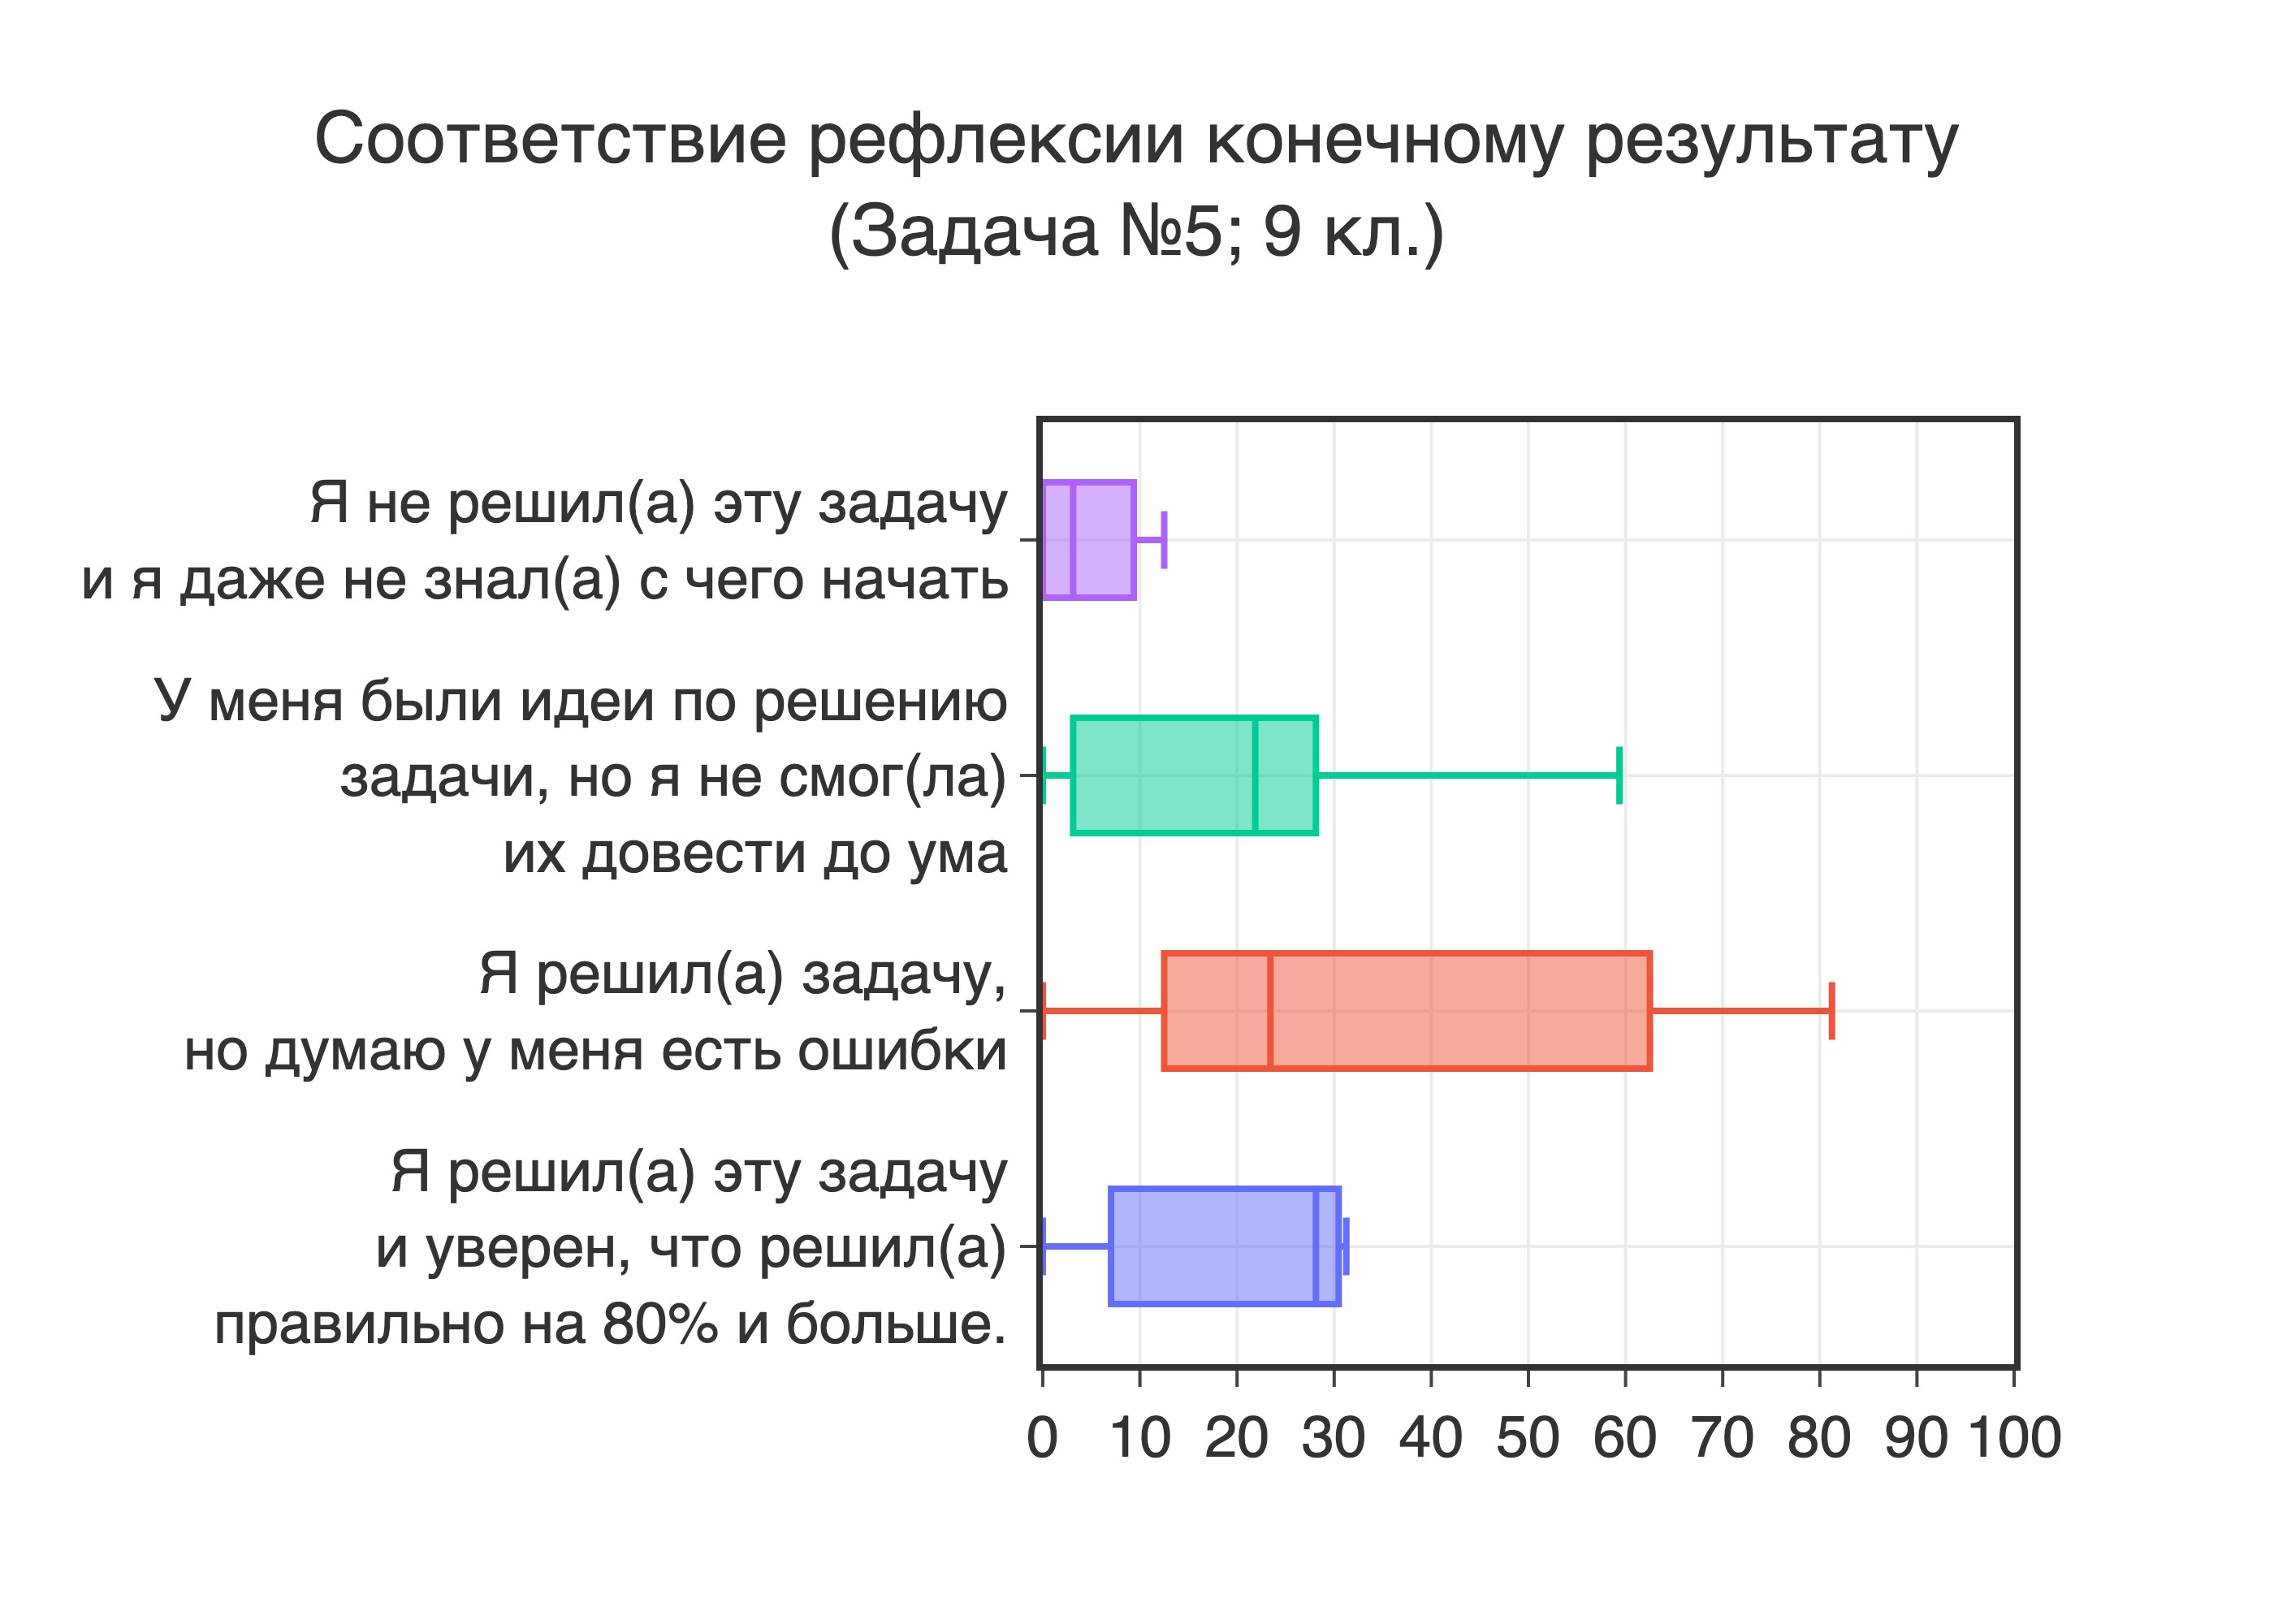 Соответствие рефлексии конечному результату
(Задача №5; 9 кл.)
Я не решил(а) эту задачу
и я даже не знал(а) с чего начать
У меня были идеи по решению
задачи, но я не смог(ла)
их довести до ума
Я решил(а) задачу,
но думаю у меня есть ошибки
Я решил(а) эту задачу
и уверен, что решил(а)
правильно на 80% и больше.
0 10 20 30 40 50 60 70 80 90 100